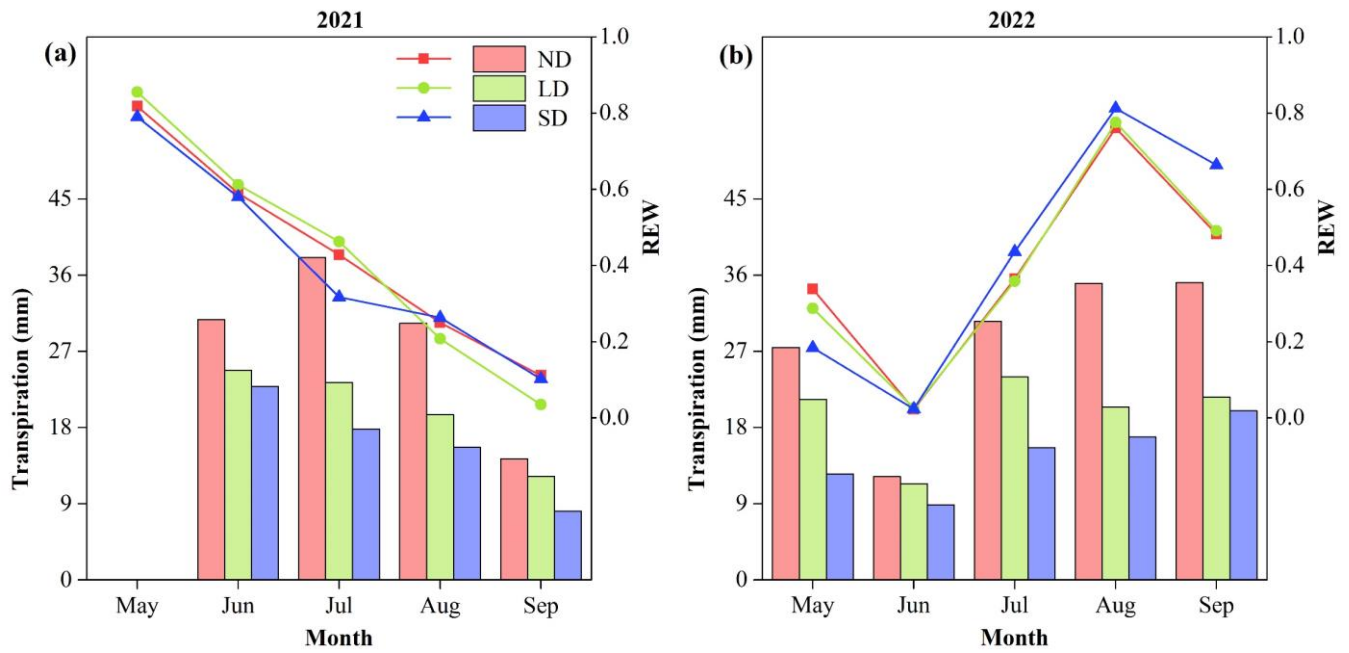 2021
(a)
ND
LD
SD
Transpiration (mm)
45
36
27
18
9
0
1.0
0.8
0.6
0.4
0.2
0.0
REW
May Jun Jul Aug Sep
Month
2022
(b)
Transpiration (mm)
45
36
27
18
9
0
1.0
0.8
0.6
0.4
0.2
0.0
REW
May Jun Jul Aug Sep
Month